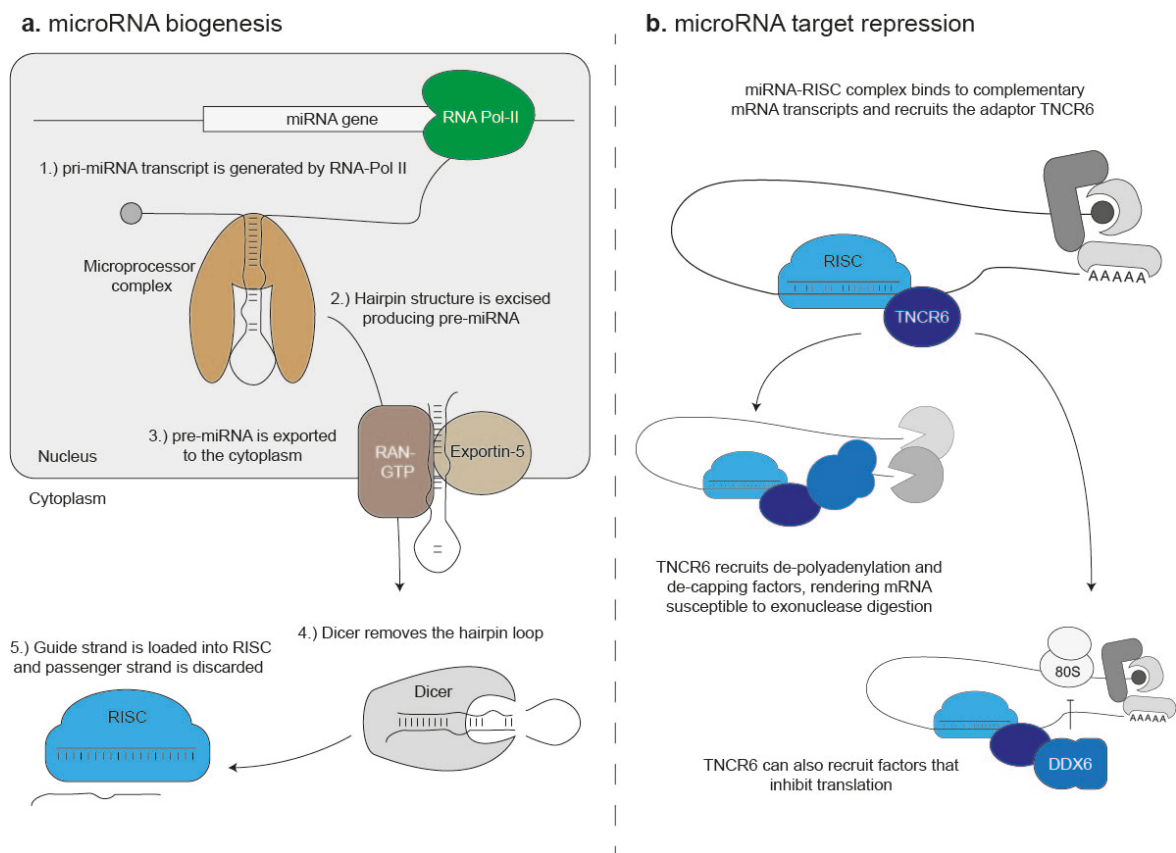 a. microRNA biogenesis
miRNA gene
RNA Pol-II
1.) pri-miRNA transcript is generated by RNA-Pol II
Microprocessor
complex
2.) Hairpin structure is excised
producing pre-miRNA
3.) pre-miRNA is exported
to the cytoplasm
RAN-
GTP
Exportin-5
Nucleus
Cytoplasm
4.) Dicer removes the hairpin loop
Dicer
5.) Guide strand is loaded into RISC
and passenger strand is discarded
RISC
b. microRNA target repression
miRNA-RISC complex binds to complementary
mRNA transcripts and recruits the adaptor TNCR6
RISC
TNCR6
AAAAA
TNCR6 recruits de-polyadenylation and
de-capping factors, rendering mRNA
susceptible to exonuclease digestion
80S
AAAAA
DDX6
TNCR6 can also recruit factors that
inhibit translation